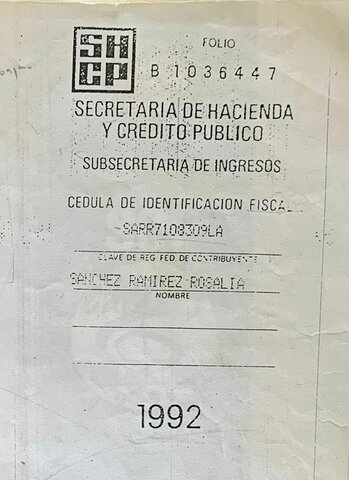 SH
CP
FOLIO
B 1036447
SECRETARIA DE HACIENDA
Y CREDITO PUBLICO
SUBSECRETARIA DE INGRESOS
CEDULA DE IDENTIFICACION FISCAL
SARR7108309LA
CLAVE DE REG FED. DE CONTRIBUYENTE
SANCHEZ RAMIREZ ROSALIA
NOMBRE
1992